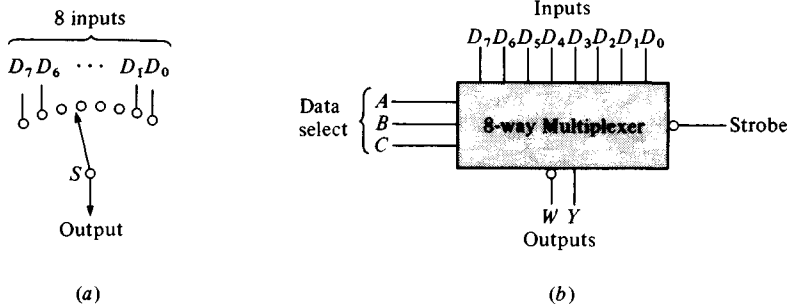 8 inputs
D₇ D₆ · · · D₁ D₀
S
Output
(a)
Inputs
D₇ D₆ D₅ D₄ D₃ D₂ D₁ D₀
Data
select
A
B
C
8-way Multiplexer
Strobe
W Y
Outputs
(b)